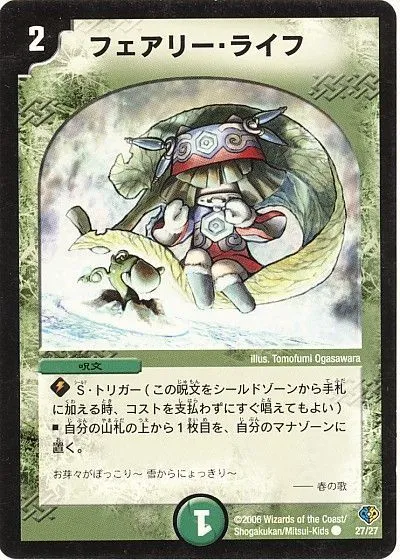 2
フェアリー・ライフ
illus. Tomofumi Ogasawara
呪文
S・トリガー(この呪文をシールドゾーンから手札
に加える時、コストを支払わずにすぐ唱えてもよい)
■自分の山札の上から1枚目を、自分のマナゾーンに
置く。
お芽々がぽっこり〜 雪からにょっきり〜
―― 春の歌
1
©2006 Wizards of the Coast/
Shogakukan/Mitsui-Kids
27/27